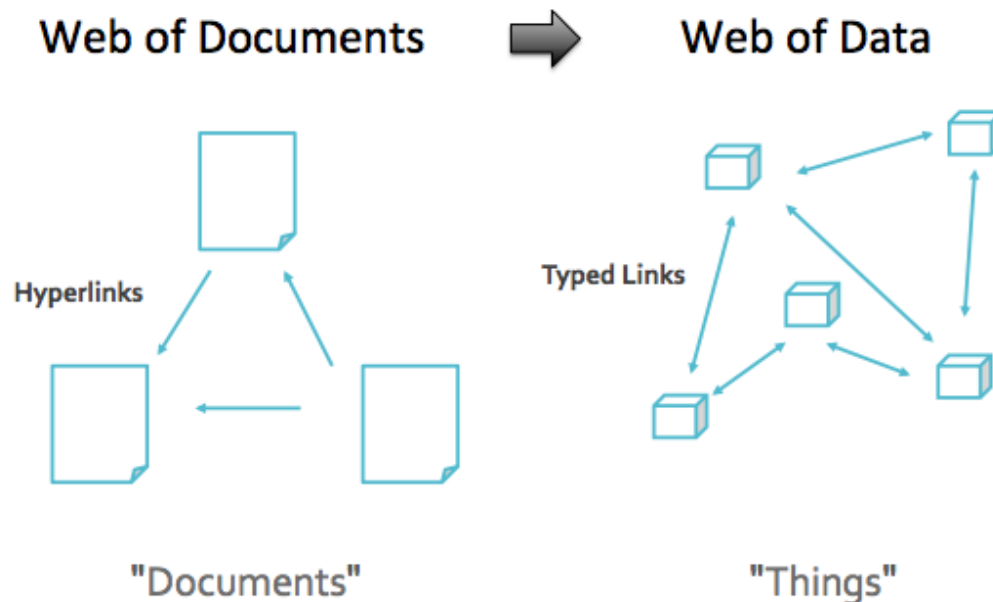 Web of Documents
Web of Data
Hyperlinks
Typed Links
"Documents"
"Things"